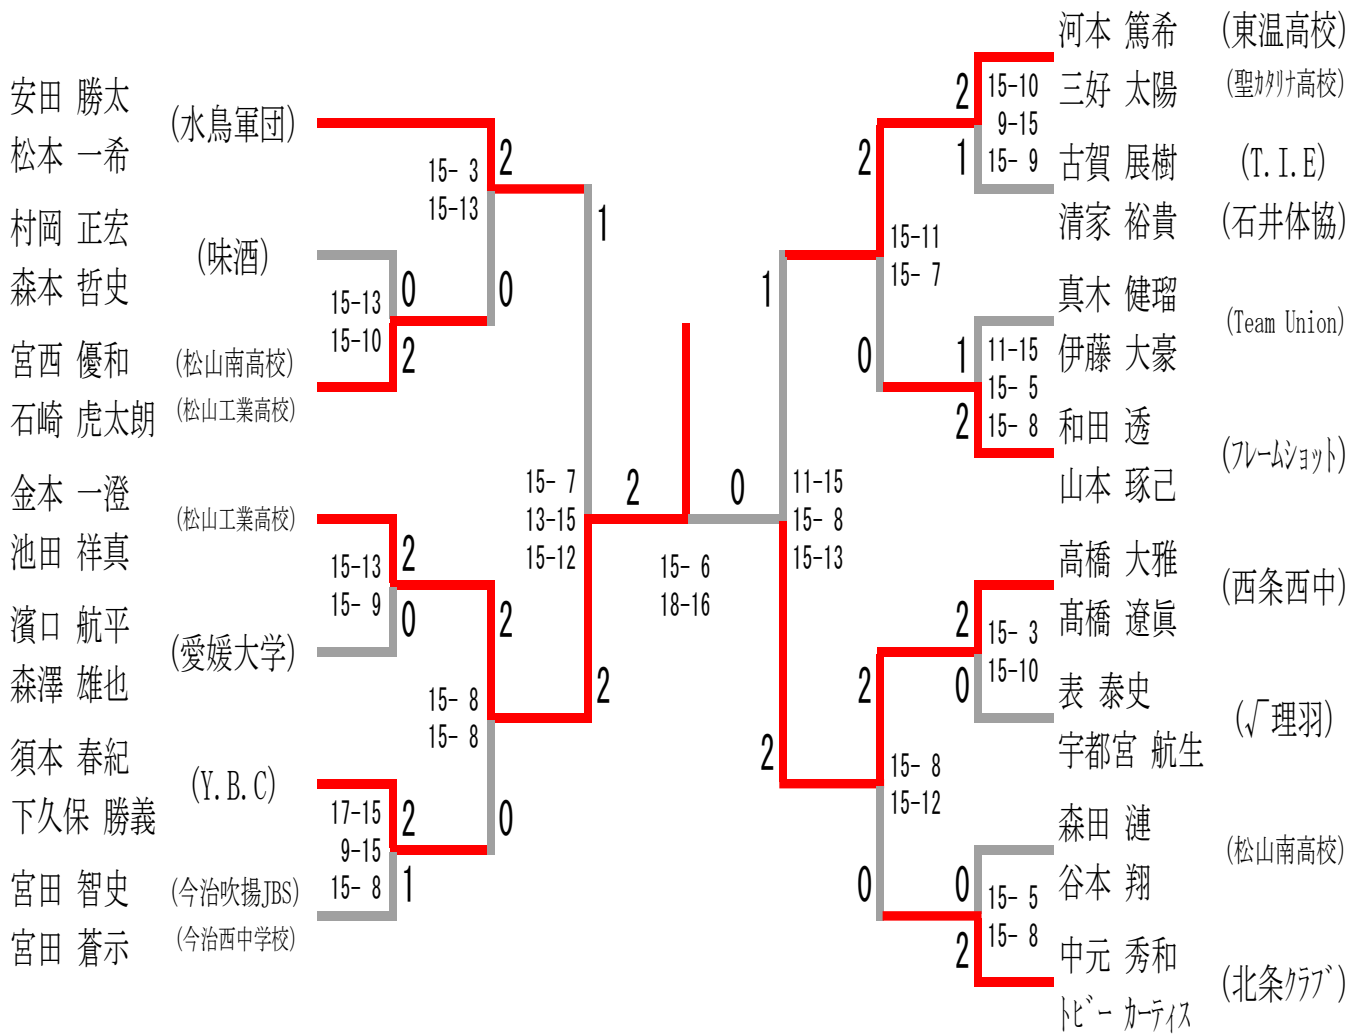 安田 勝太
松本 一希
(水鳥軍団)
村岡 正宏
森本 哲史
(味酒)
宮西 優和
(松山南高校)
石崎 虎太朗
(松山工業高校)
金本 一澄
池田 祥真
(松山工業高校)
濱口 航平
森澤 雄也
(愛媛大学)
須本 春紀
下久保 勝義
(Y.B.C)
宮田 智史
(今治吹揚JBS)
宮田 蒼示
(今治西中学校)
15- 3
15-13
2
0
15-13
15-10
0
2
15-13
15- 9
2
0
15- 8
15- 8
2
0
17-15
9-15
15- 8
2
1
1
15- 7
13-15
15-12
2
2
0
15- 6
18-16
1
11-15
15- 8
15-13
2
2
15-11
15- 7
0
2
15- 8
15-12
0
2
15-10
9-15
15- 9
1
1
11-15
15- 5
15- 8
2
2
15- 3
15-10
0
0
15- 5
15- 8
2
河本 篤希 (東温高校)
三好 太陽 (聖ｶﾀﾘﾅ高校)
古賀 展樹 (T.I.E)
清家 裕貴 (石井体協)
真木 健瑠
伊藤 大豪
(Team Union)
和田 透
山本 琢己
(ﾌﾚｰﾑｼｮｯﾄ)
高橋 大雅
髙橋 遼眞
(西条西中)
表 泰史
宇都宮 航生
(√理羽)
森田 漣
谷本 翔
(松山南高校)
中元 秀和
ﾄﾋﾞｰ ｶｰﾃｨｽ
(北条ｸﾗﾌﾞ)